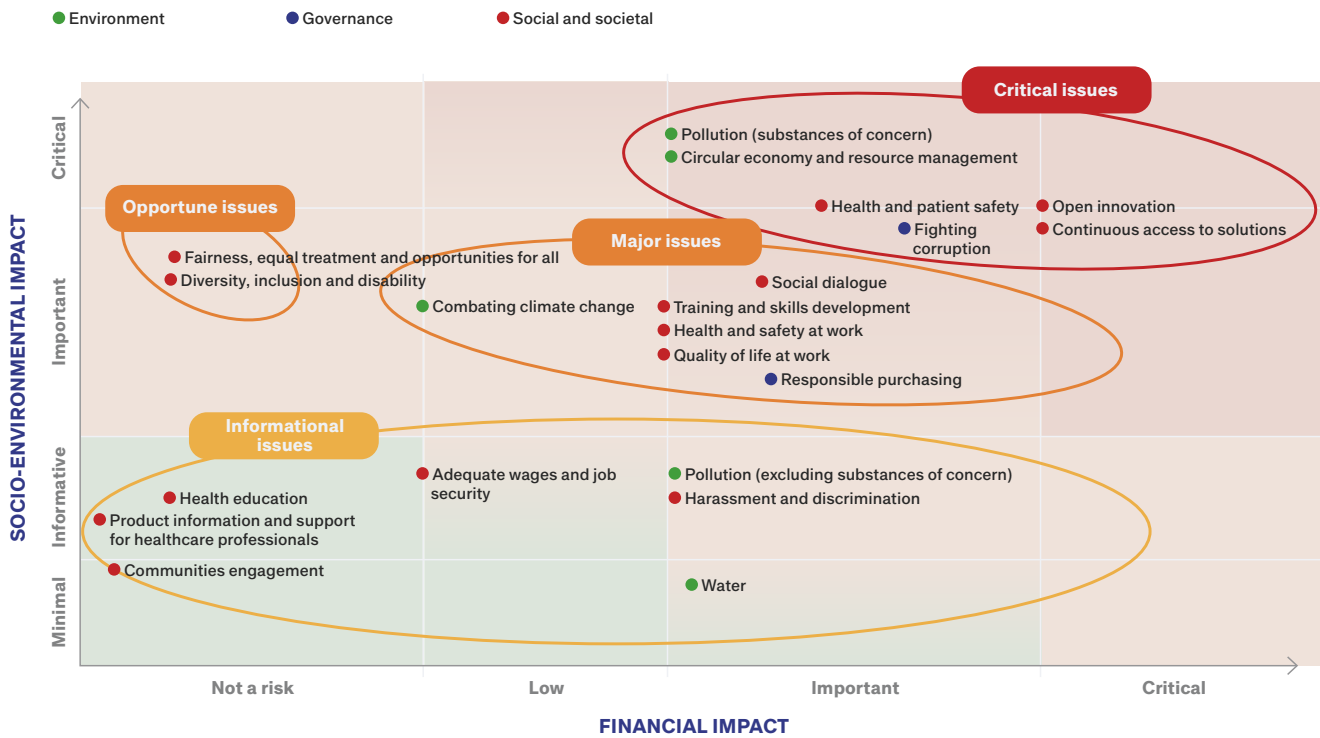 Environment
Governance
Social and societal
Critical issues
Critical
Pollution (substances of concern)
Circular economy and resource management
Opportune issues
Health and patient safety
Open innovation
Fighting
corruption
Continuous access to solutions
Major issues
Fairness, equal treatment and opportunities for all
Diversity, inclusion and disability
Social dialogue
Combating climate change
Training and skills development
Health and safety at work
Quality of life at work
Responsible purchasing
Important
SOCIO-ENVIRONMENTAL IMPACT
Informational
issues
Informative
Adequate wages and job
security
Pollution (excluding substances of concern)
Harassment and discrimination
Health education
Product information and support
for healthcare professionals
Communities engagement
Water
Minimal
Not a risk
Low
Important
Critical
FINANCIAL IMPACT